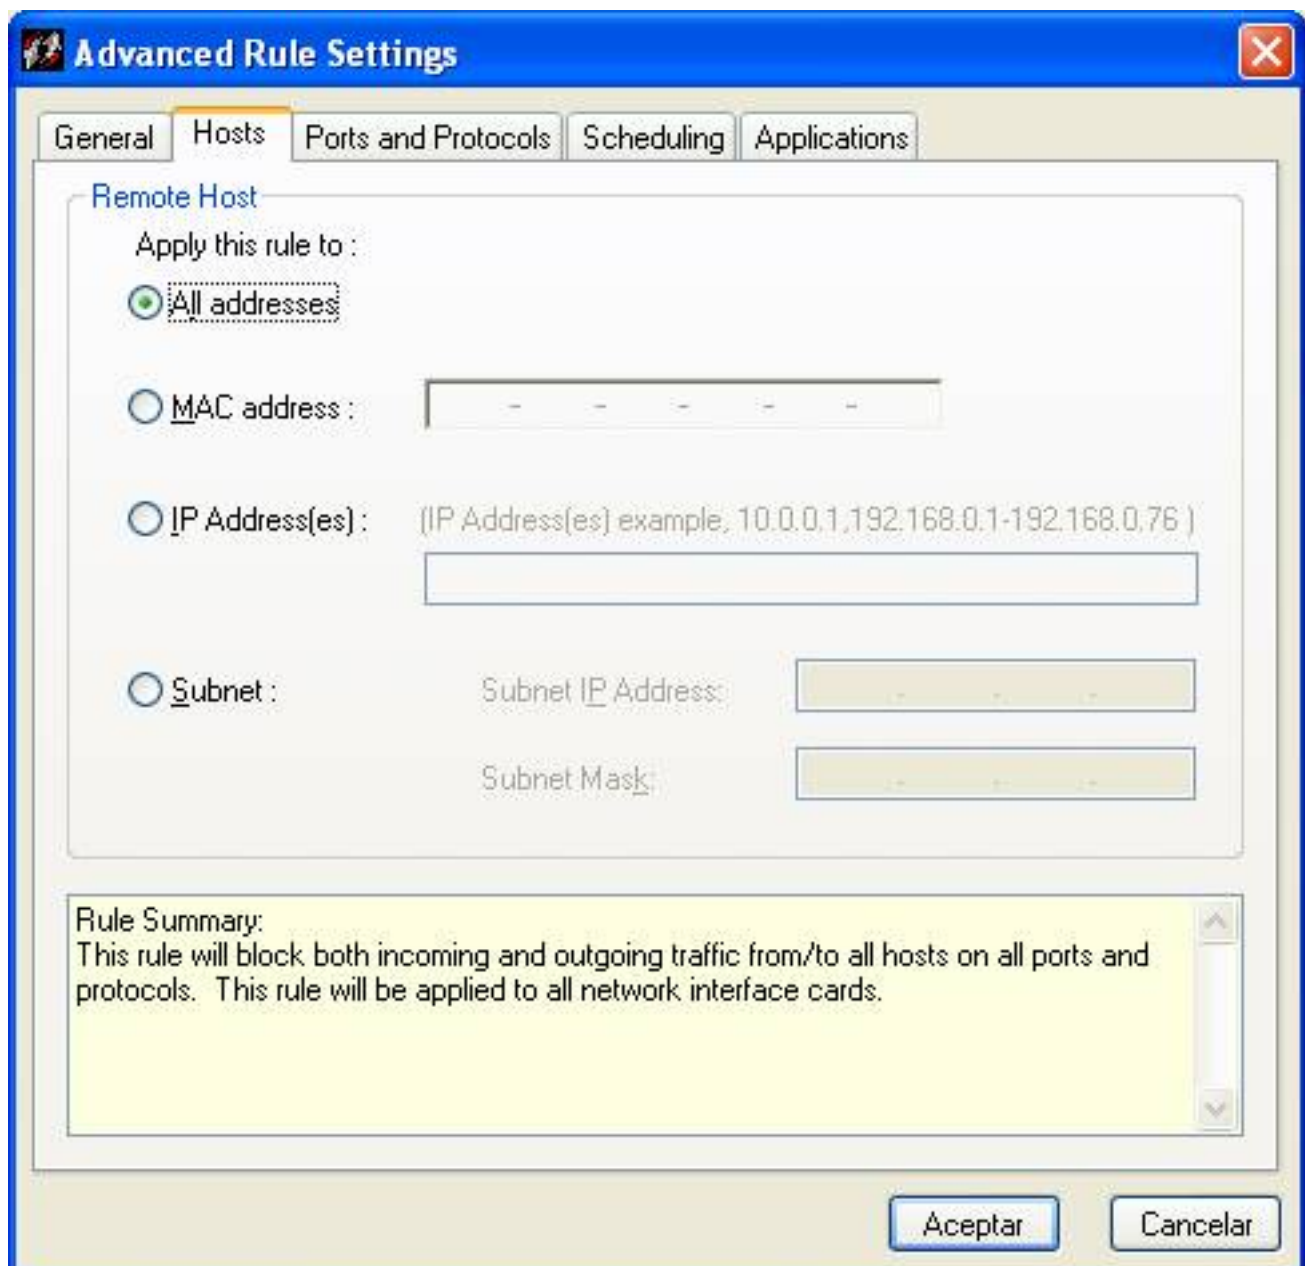 Advanced Rule Settings
General Hosts Ports and Protocols Scheduling Applications
Remote Host
Apply this rule to :
All addresses
MAC address : - - - - -
IP Address(es) : (IP Address(es) example, 10.0.0.1,192.168.0.1-192.168.0.76 )
Subnet : Subnet IP Address: . . .
Subnet Mask: . . .
Rule Summary:
This rule will block both incoming and outgoing traffic from/to all hosts on all ports and
protocols. This rule will be applied to all network interface cards.
Aceptar Cancelar